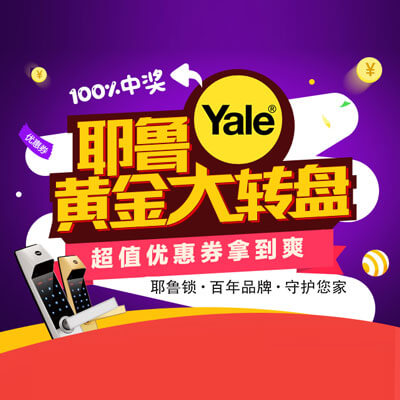 100%中奖
Yale®
优惠券
耶鲁
黄金大转盘
超值优惠券拿到爽
耶鲁锁·百年品牌·守护您家
¥
¥